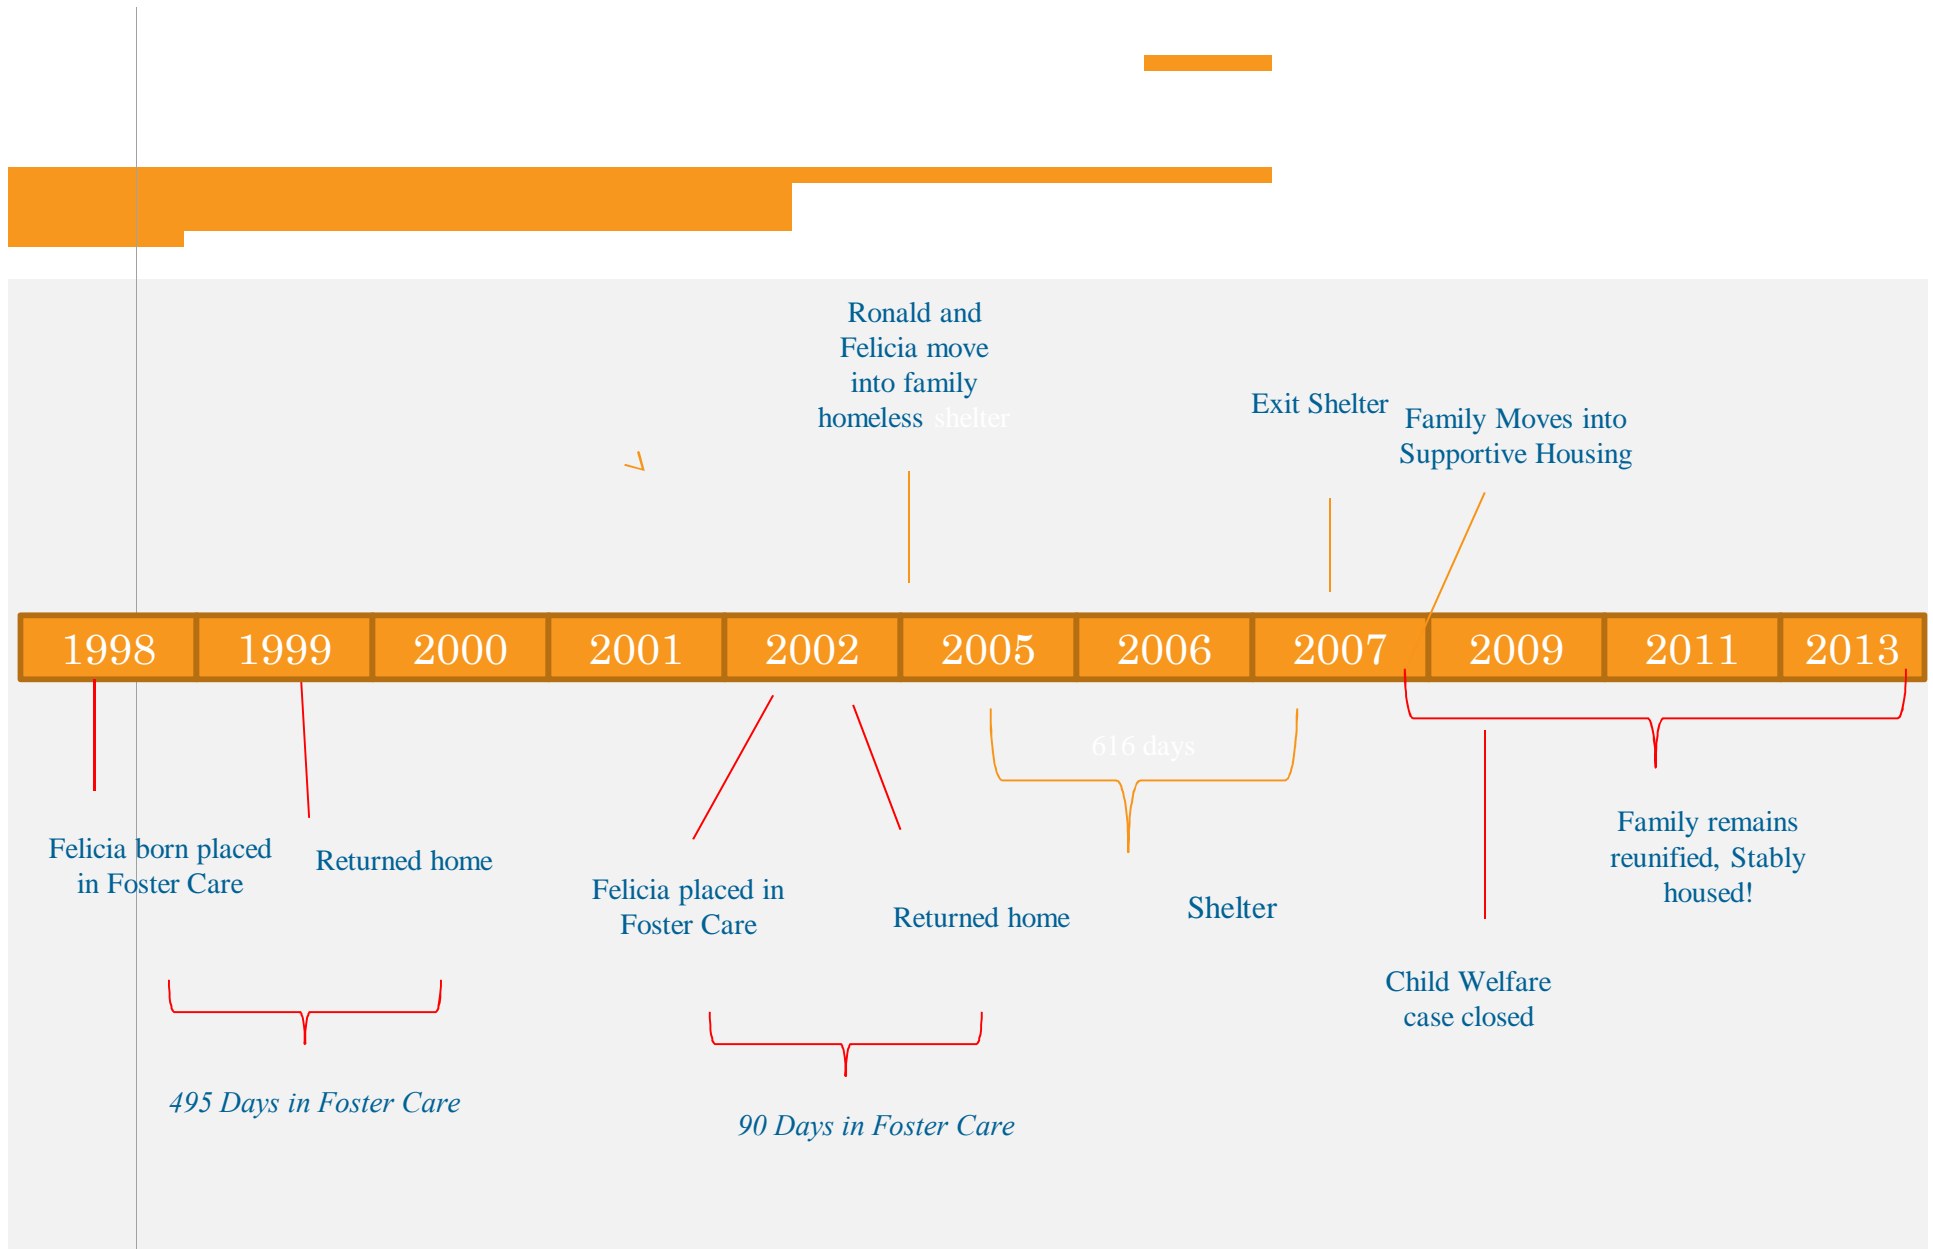 Ronald and
Felicia move
into family
homeless shelter
Exit Shelter
Family Moves into
Supportive Housing
1998 1999 2000 2001 2002 2005 2006 2007 2009 2011 2013
616 days
Felicia born placed
in Foster Care
Returned home
Felicia placed in
Foster Care
Returned home
Shelter
Family remains
reunified, Stably
housed!
Child Welfare
case closed
495 Days in Foster Care
90 Days in Foster Care